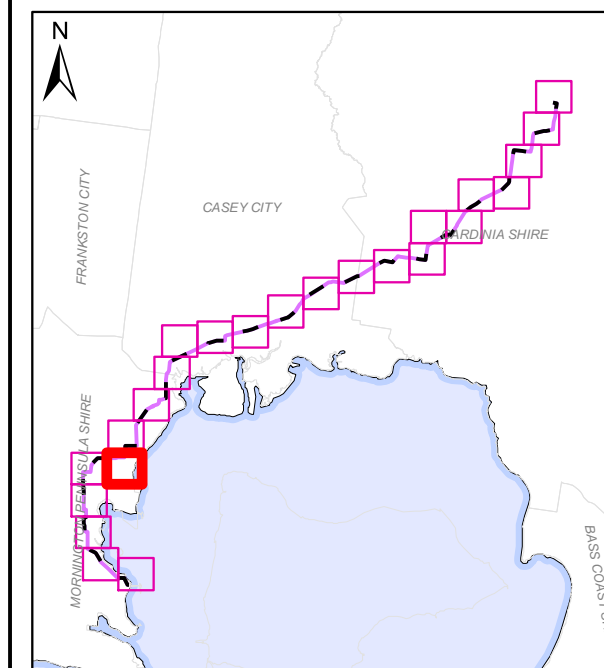 N
FRANKSTON CITY
CASEY CITY
CARDINIA SHIRE
MORNINGTON PENINSULA SHIRE
BASS COAST